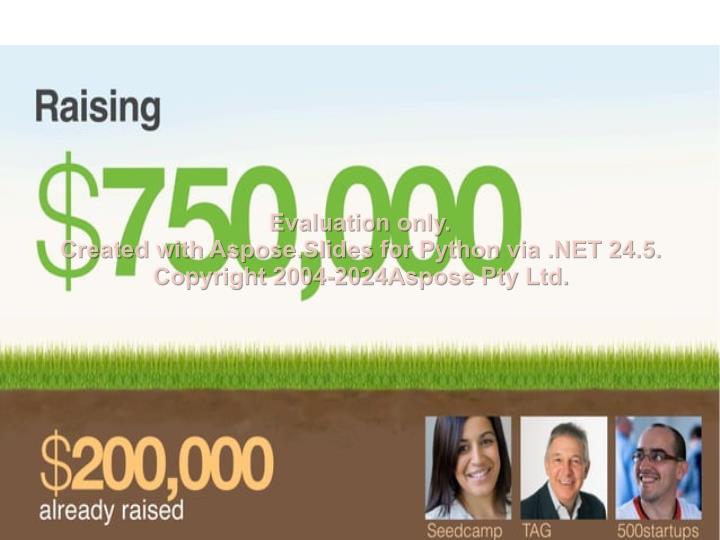 Raising
$750,000
Evaluation only.
Created with Aspose.Slides for Python via .NET 24.5.
Copyright 2004-2024Aspose Pty Ltd.
$200,000
already raised
Seedcamp TAG 500startups